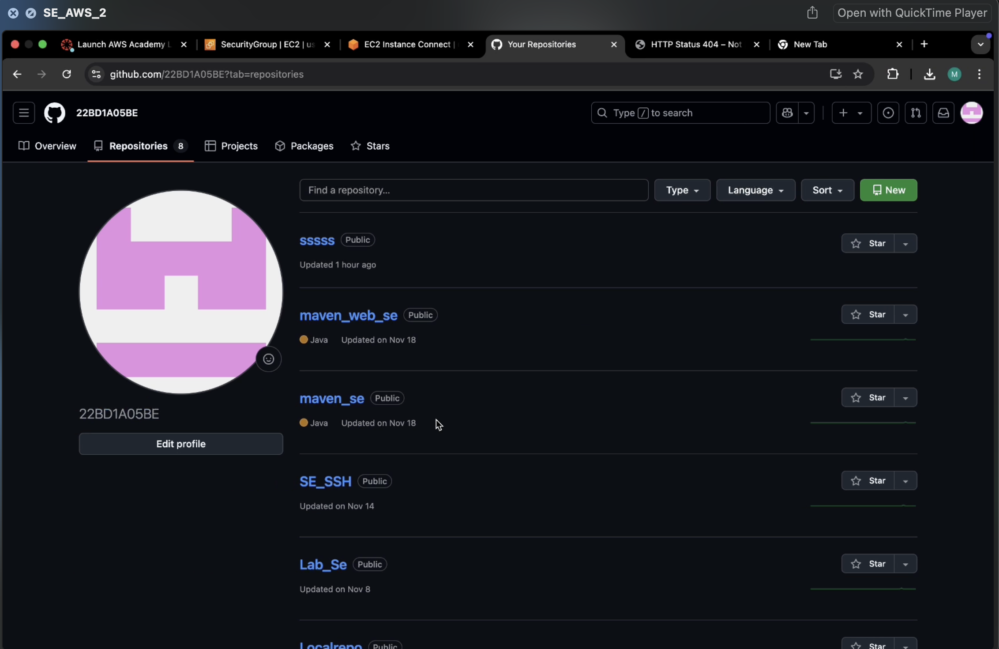 SE_AWS_2
Open with QuickTime Player
Launch AWS Academy L
SecurityGroup | EC2 | us
EC2 Instance Connect |
Your Repositories
HTTP Status 404 – Not
New Tab
github.com/22BD1A05BE?tab=repositories
M
22BD1A05BE
Type / to search
Overview
Repositories 8
Projects
Packages
Stars
Find a repository...
Type
Language
Sort
New
sssss Public
Star
Updated 1 hour ago
maven_web_se Public
Star
Java Updated on Nov 18
maven_se Public
Star
Java Updated on Nov 18
22BD1A05BE
Edit profile
SE_SSH Public
Star
Updated on Nov 14
Lab_Se Public
Star
Updated on Nov 8
Localrepo Public
Star